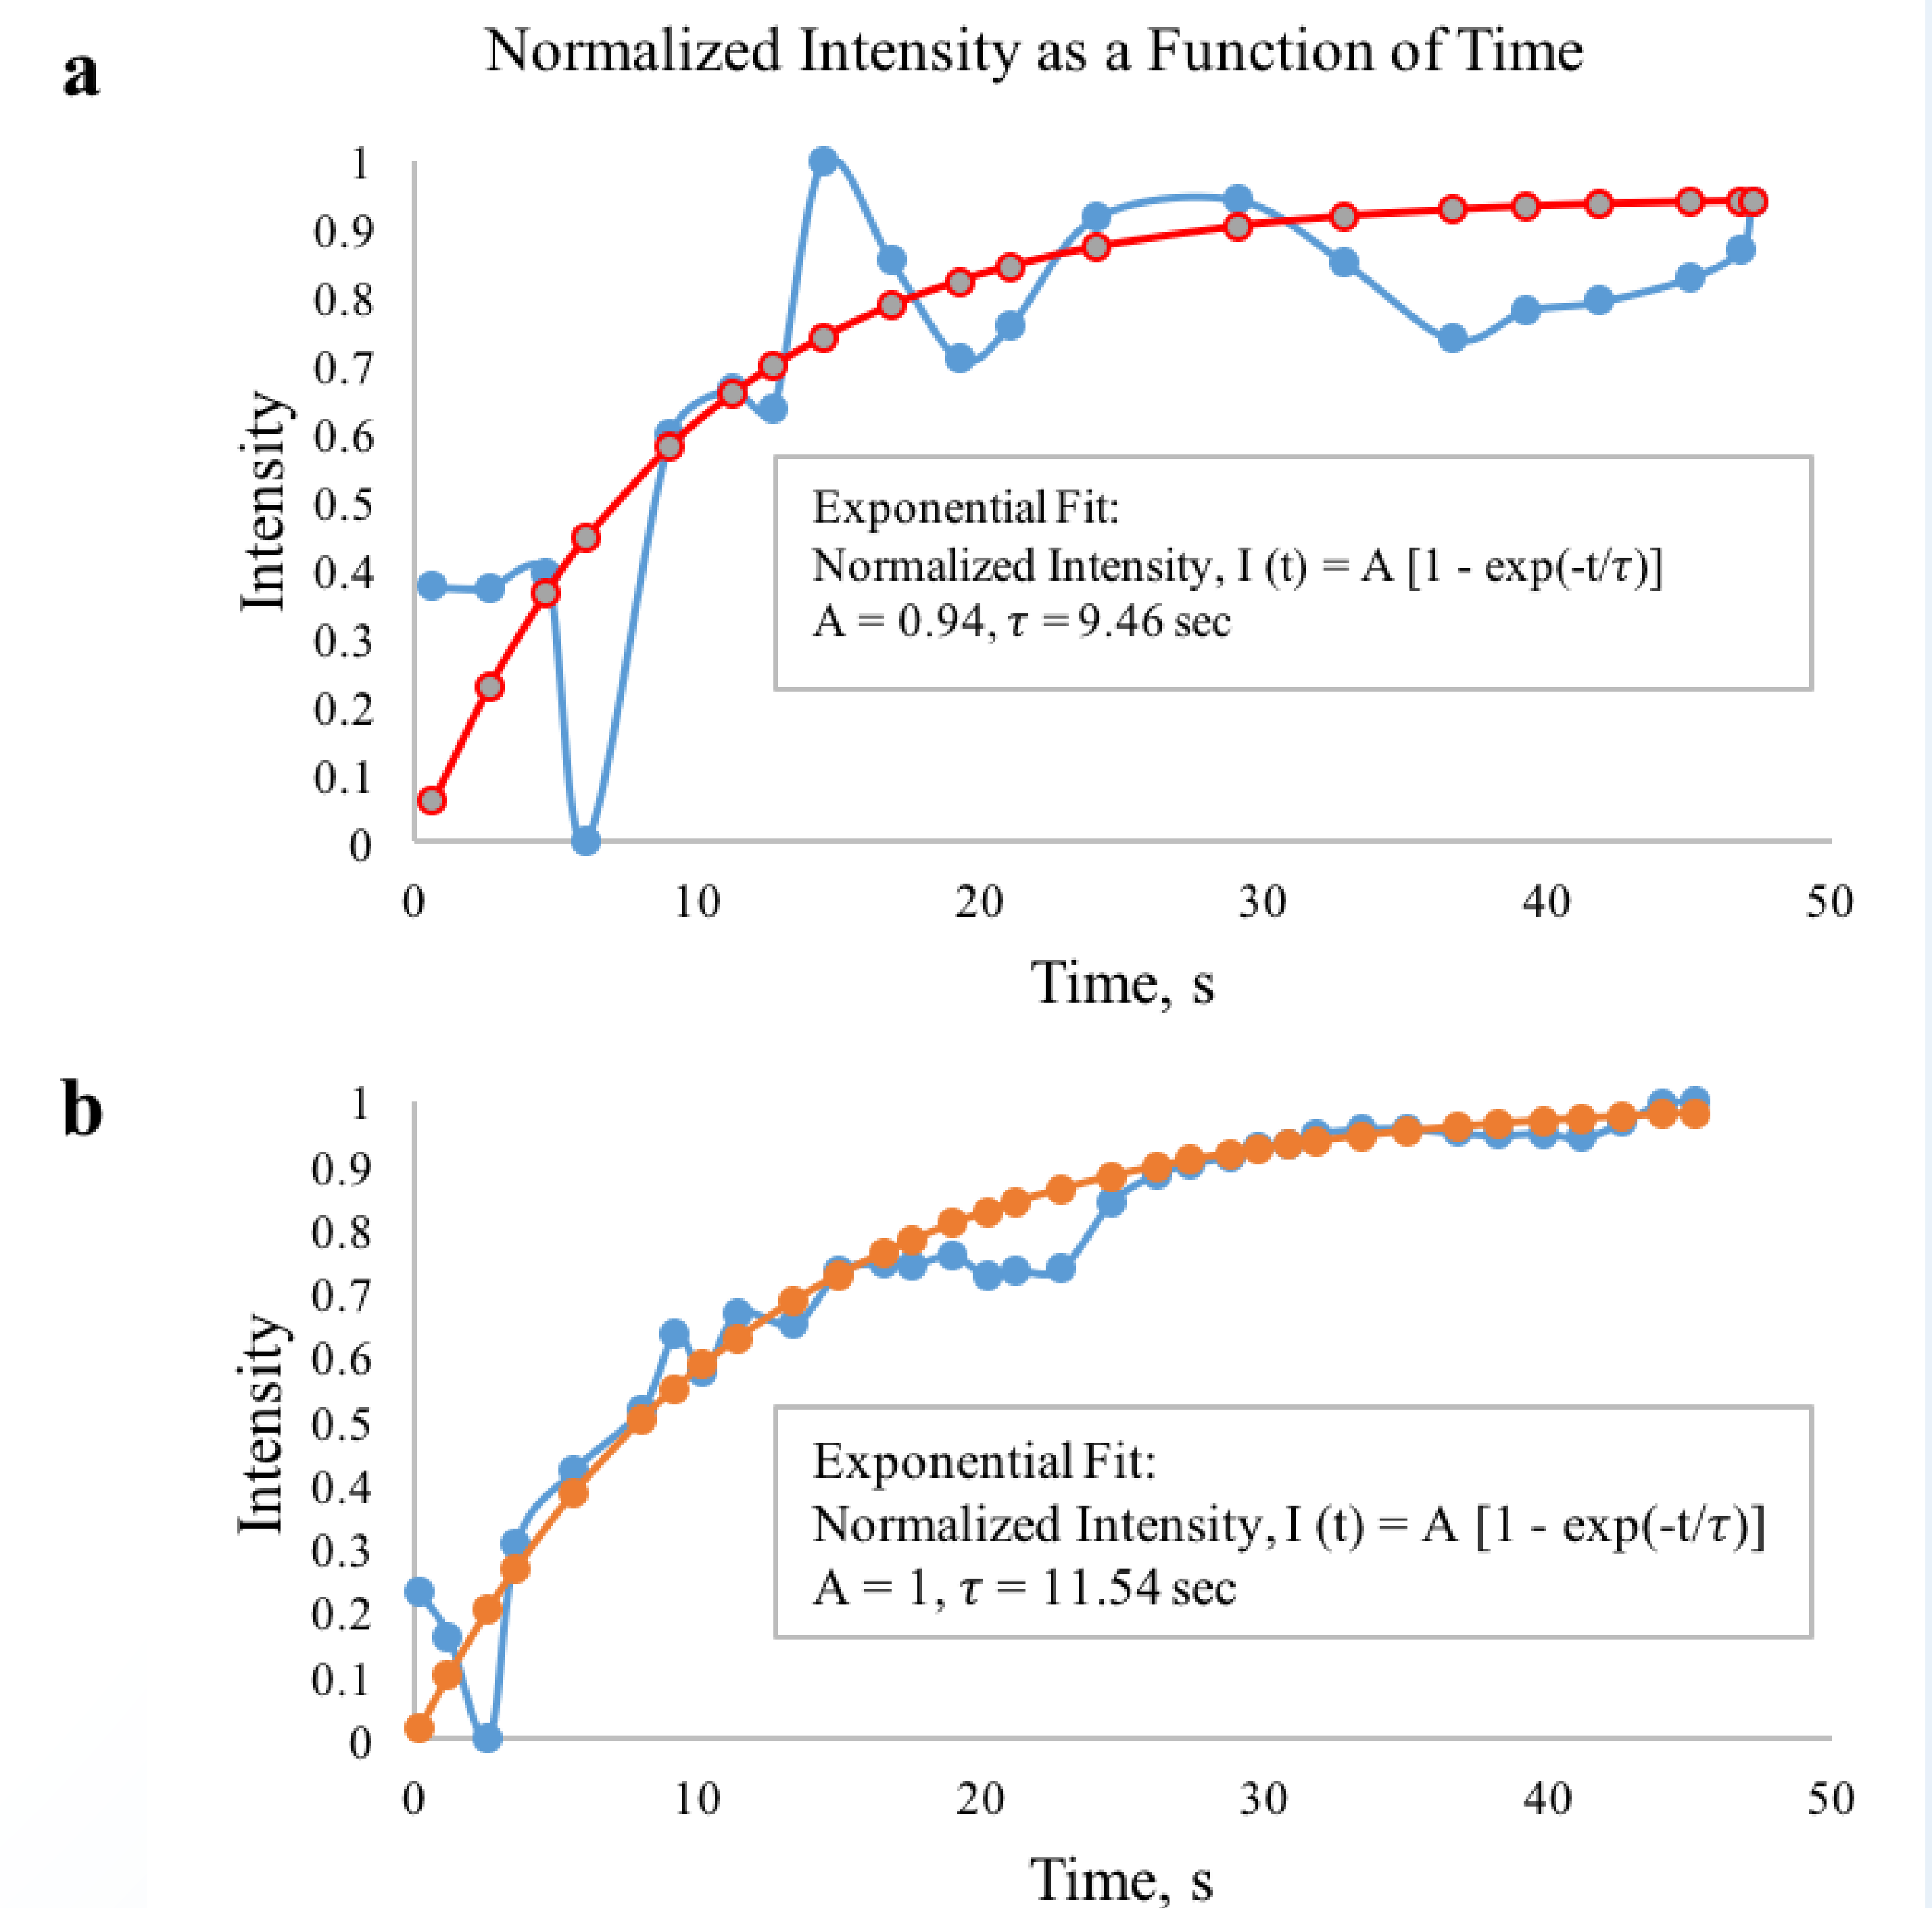 a
Normalized Intensity as a Function of Time
1
0.9
0.8
0.7
0.6
0.5
0.4
0.3
0.2
0.1
0
Intensity
Exponential Fit:
Normalized Intensity, I (t) = A [1 - exp(-t/τ)]
A = 0.94, τ = 9.46 sec
0 10 20 30 40 50
Time, s
b
1
0.9
0.8
0.7
0.6
0.5
0.4
0.3
0.2
0.1
0
Intensity
Exponential Fit:
Normalized Intensity, I (t) = A [1 - exp(-t/τ)]
A = 1, τ = 11.54 sec
0 10 20 30 40 50
Time, s